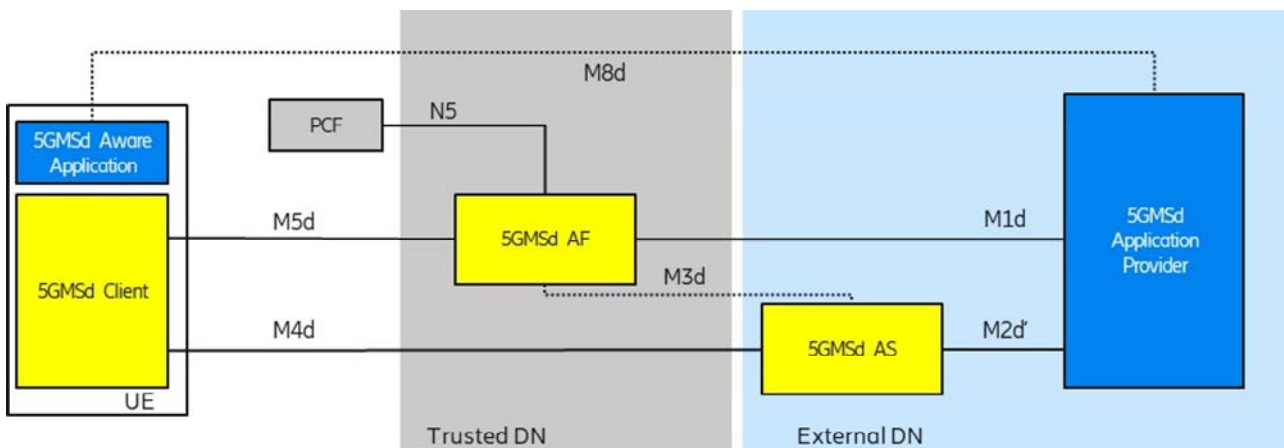 M8d
PCF
N5
5GMSd Aware
Application
M5d
5GMSd AF
M1d
5GMSd
Application
Provider
5GMSd Client
M3d
M4d
5GMSd AS
M2d'
UE
Trusted DN
External DN